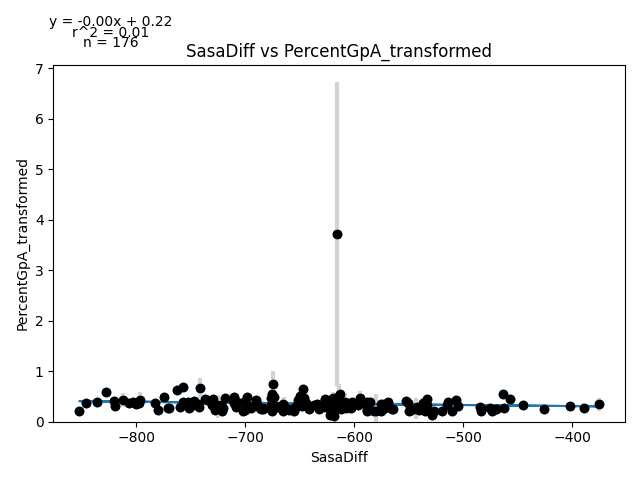 y = -0.00x + 0.22
r^2 = 0.01
n = 176
SasaDiff vs PercentGpA_transformed
PercentGpA_transformed
7
6
5
4
3
2
1
0
−800
−700
−600
−500
−400
SasaDiff